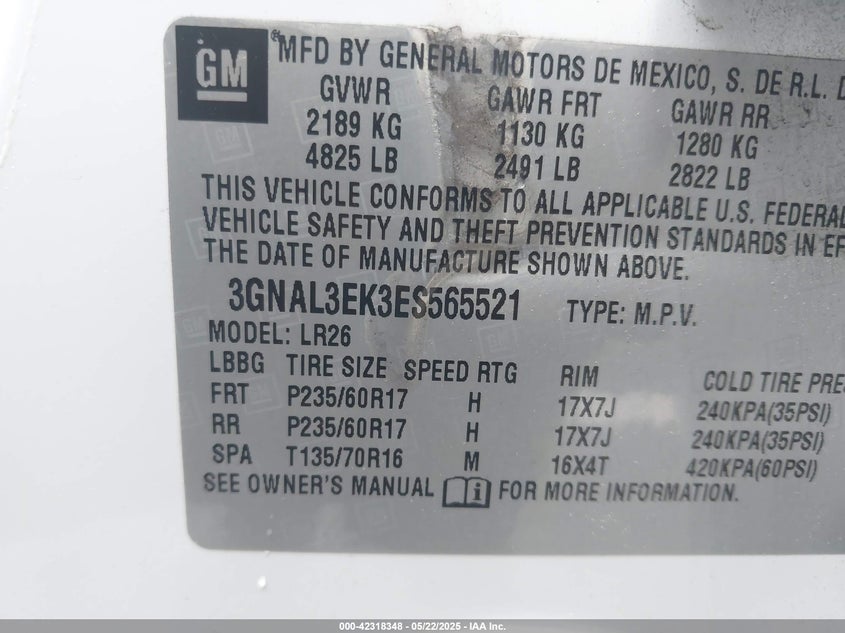 GM
® MFD BY GENERAL MOTORS DE MEXICO, S. DE R.L. D
GVWR GAWR FRT GAWR RR
2189 KG 1130 KG 1280 KG
4825 LB 2491 LB 2822 LB
THIS VEHICLE CONFORMS TO ALL APPLICABLE U.S. FEDERAL
VEHICLE SAFETY AND THEFT PREVENTION STANDARDS IN EF
THE DATE OF MANUFACTURE SHOWN ABOVE.
3GNAL3EK3ES565521 TYPE: M.P.V.
MODEL: LR26
LBBG TIRE SIZE SPEED RTG RIM COLD TIRE PRE
FRT P235/60R17 H 17X7J 240KPA(35PSI)
RR P235/60R17 H 17X7J 240KPA(35PSI)
SPA T135/70R16 M 16X4T 420KPA(60PSI)
SEE OWNER'S MANUAL i FOR MORE INFORMATION.
000-42318348 - 05/22/2025 - IAA Inc.